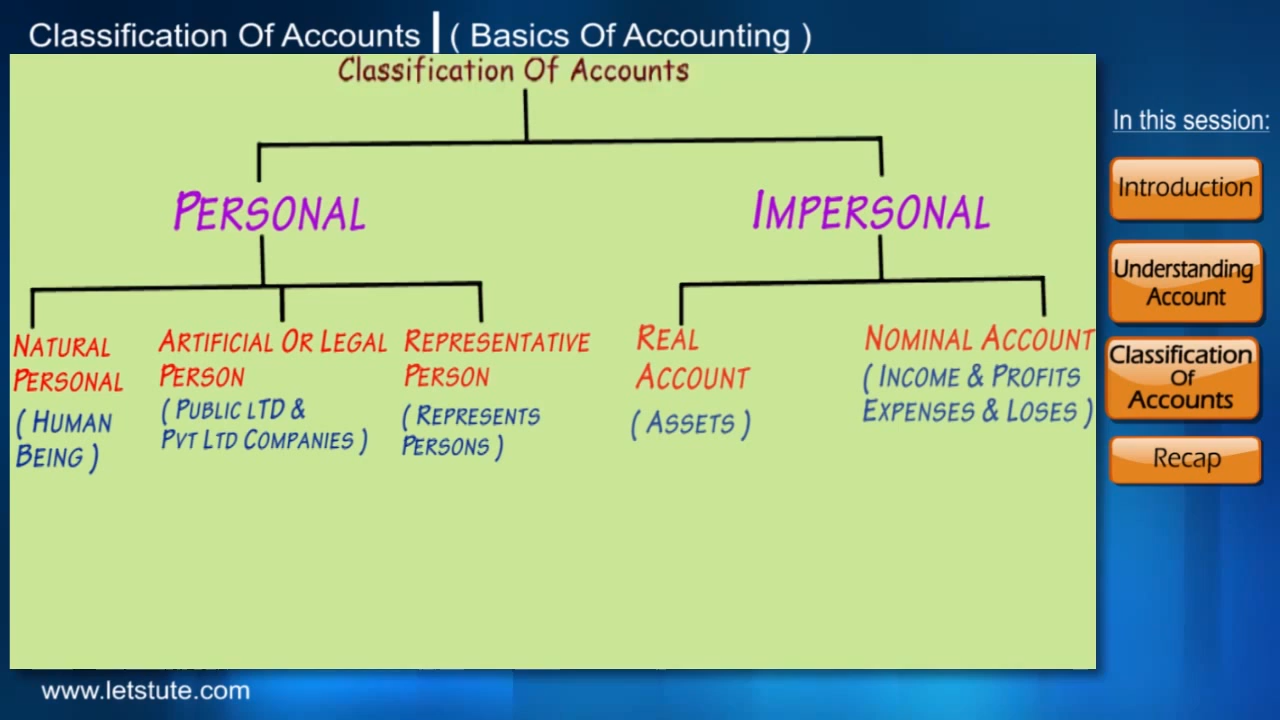 Classification Of Accounts | ( Basics Of Accounting )
Classification Of Accounts
PERSONAL
IMPERSONAL
NATURAL
PERSONAL
( HUMAN
BEING )
ARTIFICIAL OR LEGAL
PERSON
( PUBLIC lTD &
PVT LTD COMPANIES )
REPRESENTATIVE
PERSON
( REPRESENTS
PERSONS )
REAL
ACCOUNT
( ASSETS )
NOMINAL ACCOUNT
( INCOME & PROFITS
EXPENSES & LOSES )
In this session:
Introduction
Understanding
Account
Classification
Of
Accounts
Recap
www.letstute.com